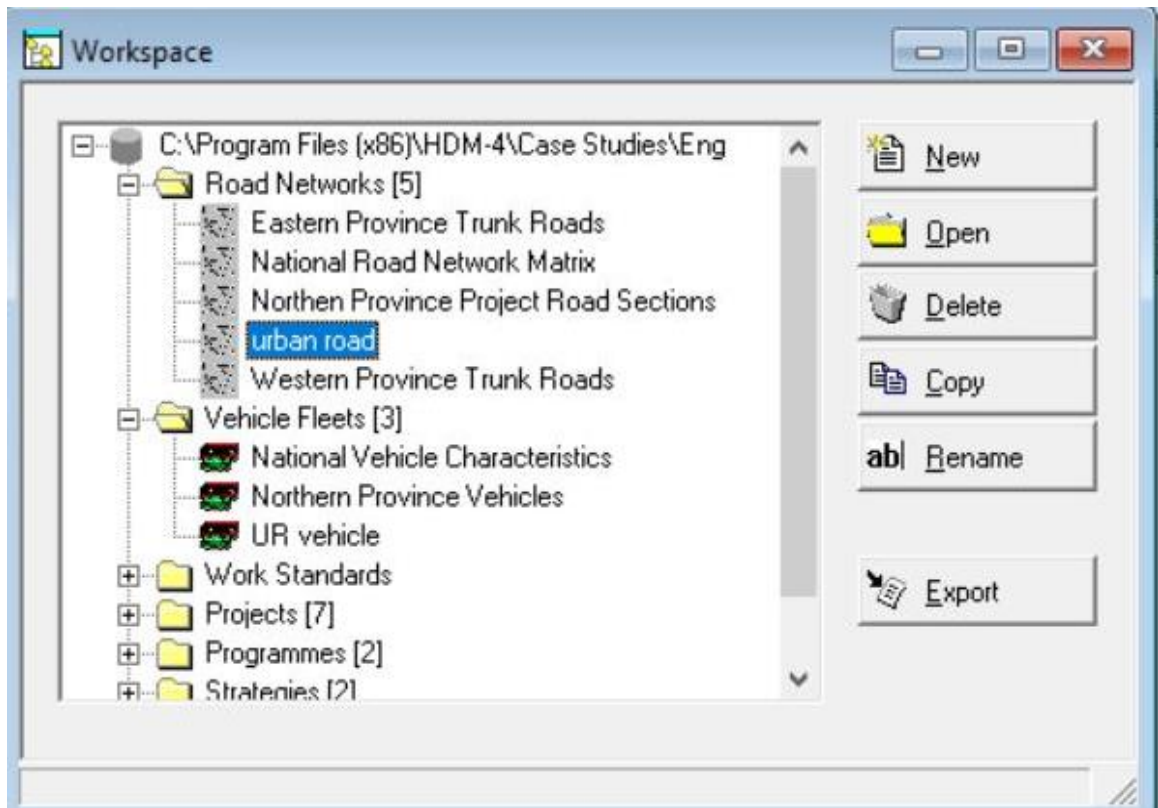 Workspace
C:\Program Files (x86)\HDM-4\Case Studies\Eng
Road Networks [5]
Eastern Province Trunk Roads
National Road Network Matrix
Northen Province Project Road Sections
urban road
Western Province Trunk Roads
Vehicle Fleets [3]
National Vehicle Characteristics
Northern Province Vehicles
UR vehicle
Work Standards
Projects [7]
Programmes [2]
Strategies [2]
New
Open
Delete
Copy
ab| Rename
Export